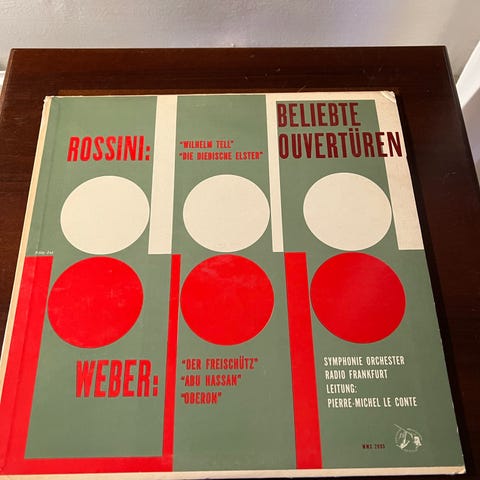 BELIEBTE
OUVERTÜREN
ROSSINI:
"WILHELM TELL"
"DIE DIEBISCHE ELSTER"
WEBER:
"DER FREISCHÜTZ"
"ABU HASSAN"
"OBERON"
SYMPHONIE ORCHESTER
RADIO FRANKFURT
LEITUNG:
PIERRE-MICHEL LE CONTE